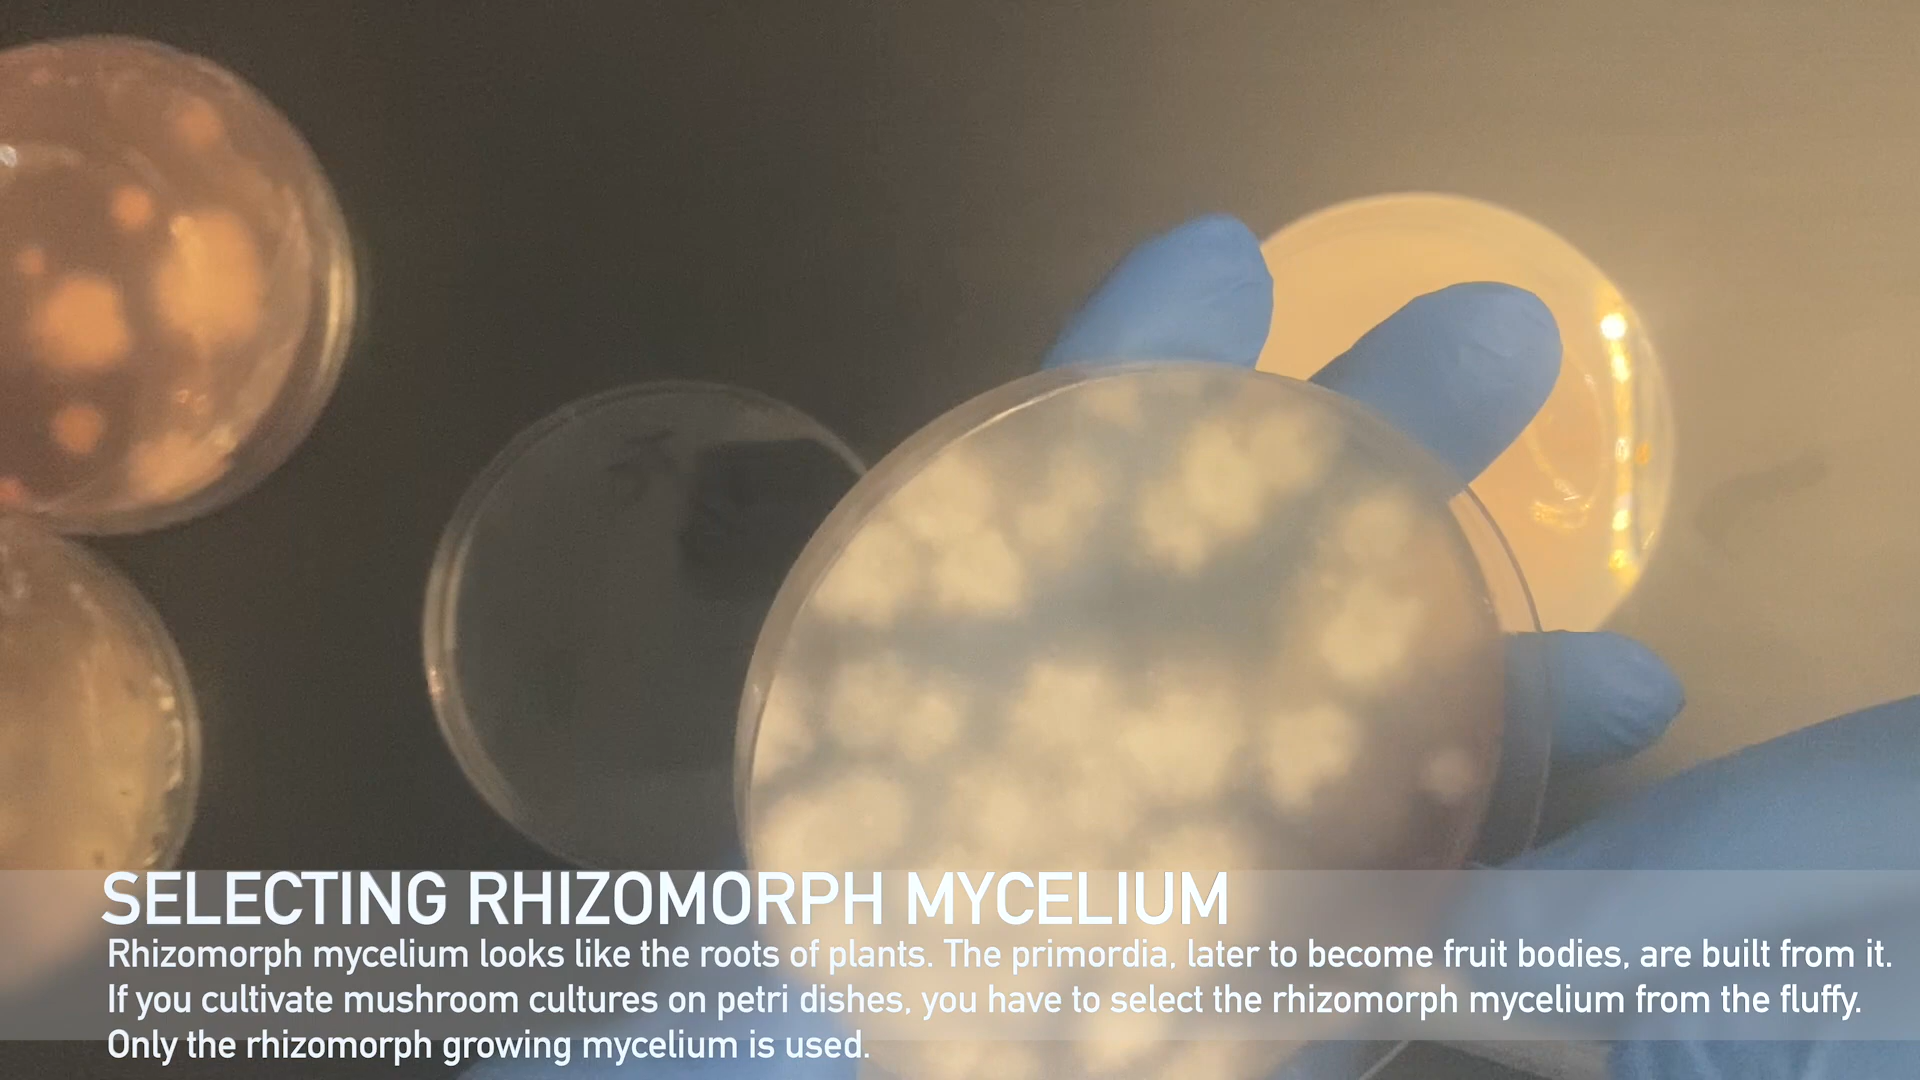 SELECTING RHIZOMORPH MYCELIUM
Rhizomorph mycelium looks like the roots of plants. The primordia, later to become fruit bodies, are built from it.
If you cultivate mushroom cultures on petri dishes, you have to select the rhizomorph mycelium from the fluffy.
Only the rhizomorph growing mycelium is used.